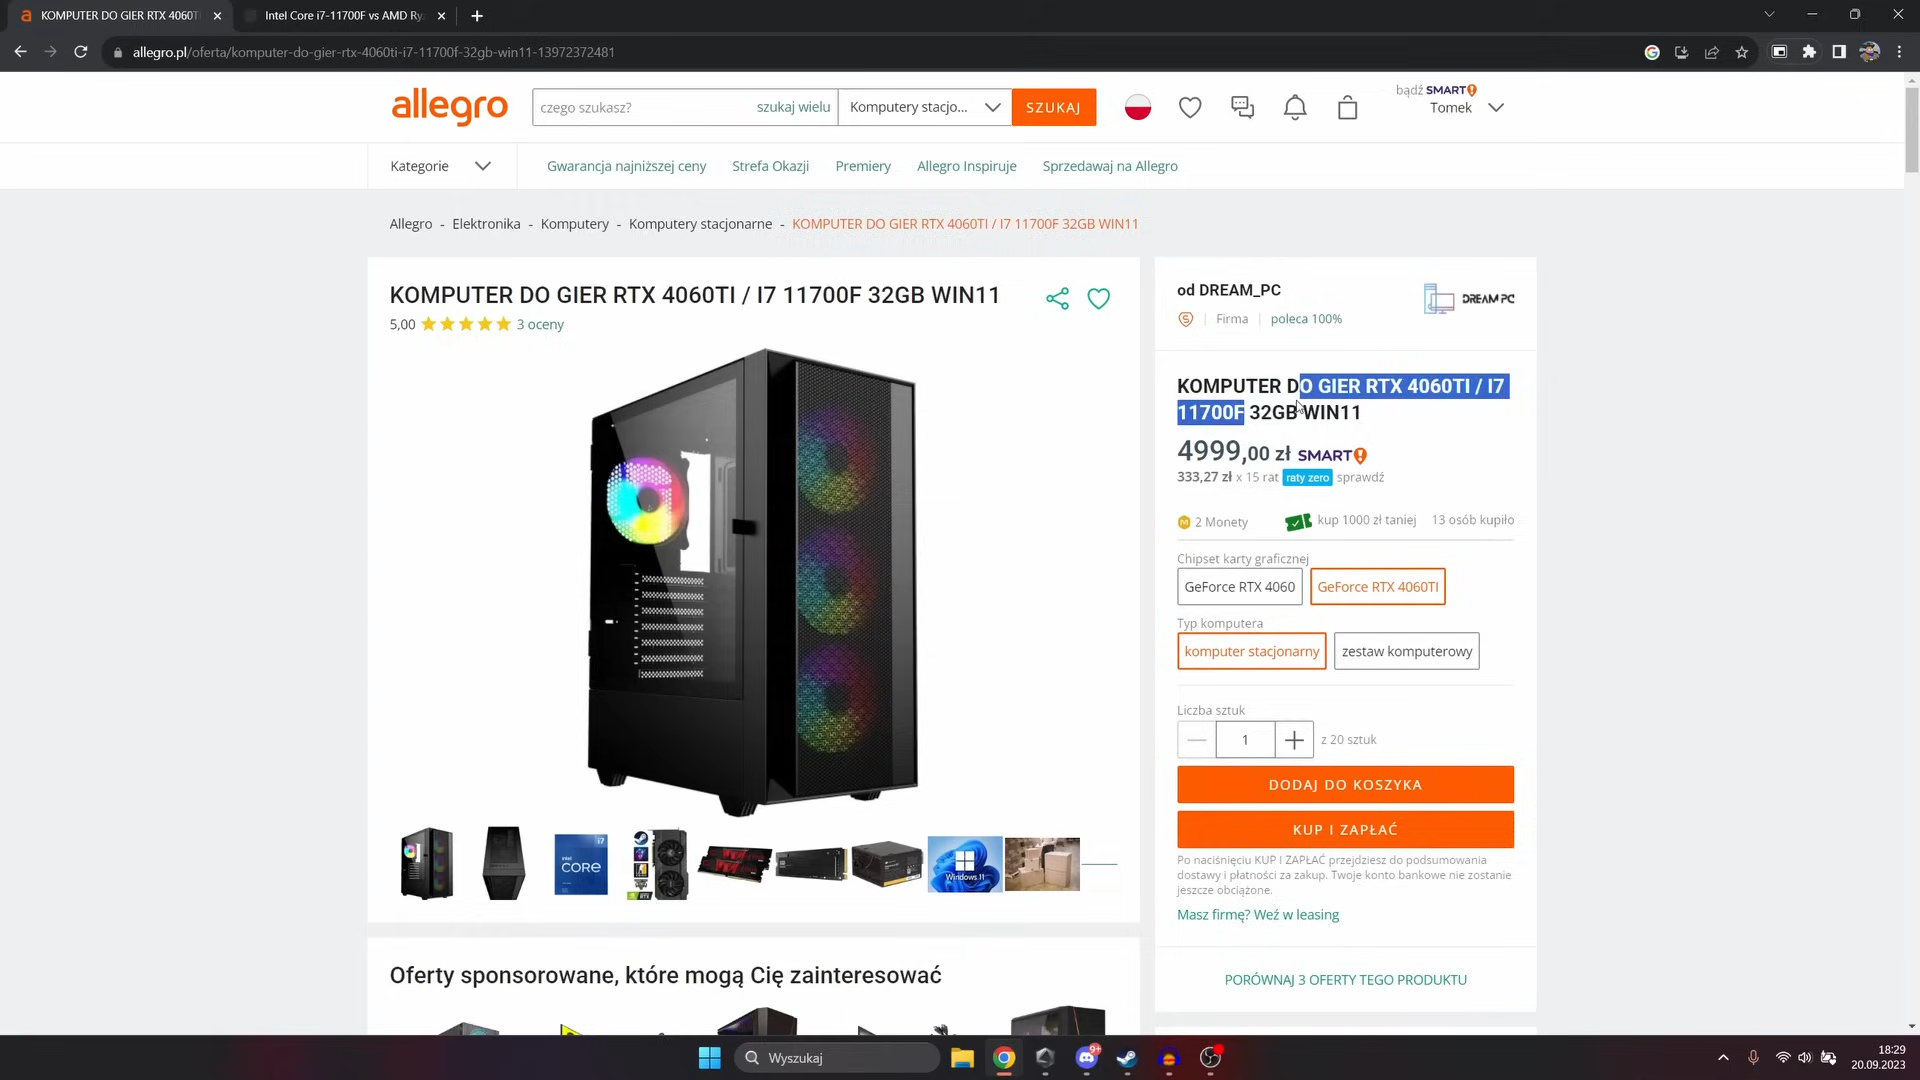 KOMPUTER DO GIER RTX 4060T
Intel Core i7-11700F vs AMD Ry
allegro.pl/oferta/komputer-do-gier-rtx-4060ti-i7-11700f-32gb-win11-13972372481
allegro
czego szukasz?
szukaj wielu
Komputery stacjo...
SZUKAJ
bądź SMART!
Tomek
Kategorie
Gwarancja najniższej ceny
Strefa Okazji
Premiery
Allegro Inspiruje
Sprzedawaj na Allegro
Allegro - Elektronika - Komputery - Komputery stacjonarne - KOMPUTER DO GIER RTX 4060TI / I7 11700F 32GB WIN11
KOMPUTER DO GIER RTX 4060TI / I7 11700F 32GB WIN11
5,00
3 oceny
od DREAM_PC
DREAM PC
Firma
poleca 100%
KOMPUTER DO GIER RTX 4060TI / I7
11700F 32GB WIN11
4999,00 zł SMART!
333,27 zł x 15 rat raty zero sprawdź
2 Monety
kup 1000 zł taniej
13 osób kupiło
Chipset karty graficznej
GeForce RTX 4060
GeForce RTX 4060TI
Typ komputera
komputer stacjonarny
zestaw komputerowy
Liczba sztuk
1
z 20 sztuk
DODAJ DO KOSZYKA
KUP I ZAPŁAĆ
Po naciśnięciu KUP I ZAPŁAĆ przejdziesz do podsumowania
dostawy i płatności za zakup. Twoje konto bankowe nie zostanie
jeszcze obciążone.
Masz firmę? Weź w leasing
PORÓWNAJ 3 OFERTY TEGO PRODUKTU
intel
CORE
i7
Windows 11
Oferty sponsorowane, które mogą Cię zainteresować
Wyszukaj
9+
18:29
20.09.2023